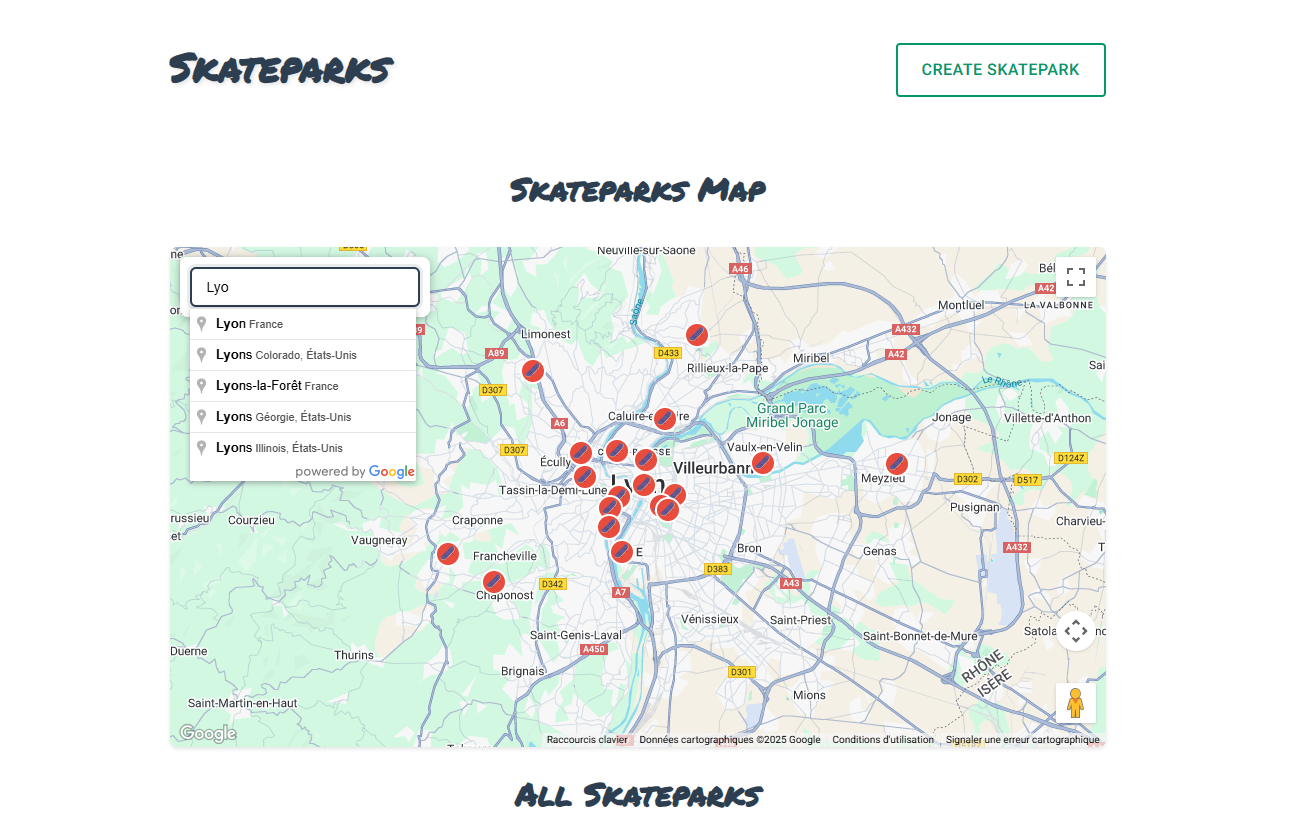 Skateparks
CREATE SKATEPARK
Skateparks Map
Neuville-sur-Saône
Lyo
Lyon France
Lyons Colorado, États-Unis
Lyons-la-Forêt France
Lyons Géorgie, États-Unis
Lyons Illinois, États-Unis
powered by Google
A46
A42
Montluel
LA VALBONNE
Saône
Limonest
A432
D433
A89
A42
Miribel
Rillieux-la-Pape
D307
Le Rhône
Grand Parc
Miribel Jonage
A6
Jonage
Villette-d'Anthon
D307
Vaulx-en-Velin
Écully
Villeurbann
D124Z
Meyzieu
D302
D517
Tassin-la-Demi-Lune
Pusignan
Courzieu
Craponne
Charvieu-
Vaugneray
Francheville
Bron
Genas
A432
D383
D342
A43
A7
Chaponost
Vénissieux
Saint-Priest
Saint-Genis-Laval
Saint-Bonnet-de-Mure
A450
Duerne
Thurins
Brignais
D301
RHÔNE
ISÈRE
Mions
Saint-Martin-en-Haut
Google
Raccourcis clavier
Données cartographiques ©2025 Google
Conditions d'utilisation
Signaler une erreur cartographique
All Skateparks